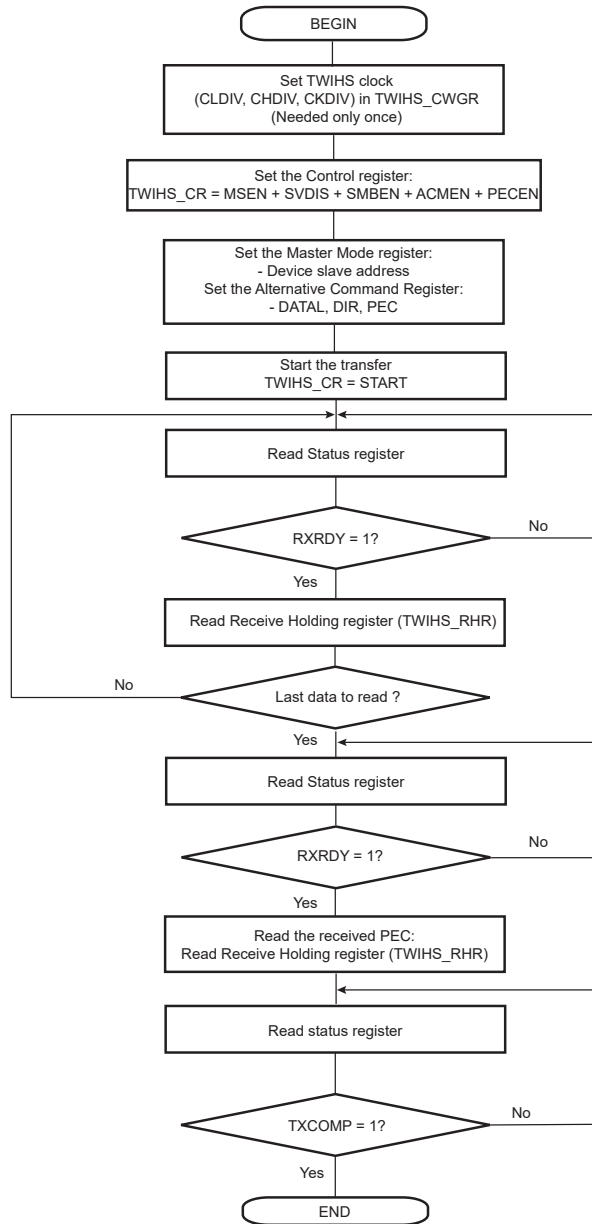 BEGIN
Set TWIHS clock
(CLDIV, CHDIV, CKDIV) in TWIHS_CWGR
(Needed only once)
Set the Control register:
TWIHS_CR = MSEN + SVDIS + SMBEN + ACMEN + PECEN
Set the Master Mode register:
- Device slave address
Set the Alternative Command Register:
- DATAL, DIR, PEC
Start the transfer
TWIHS_CR = START
Read Status register
RXRDY = 1?
No
Yes
Read Receive Holding register (TWIHS_RHR)
No
Last data to read ?
Yes
Read Status register
RXRDY = 1?
No
Yes
Read the received PEC:
Read Receive Holding register (TWIHS_RHR)
Read status register
TXCOMP = 1?
No
Yes
END